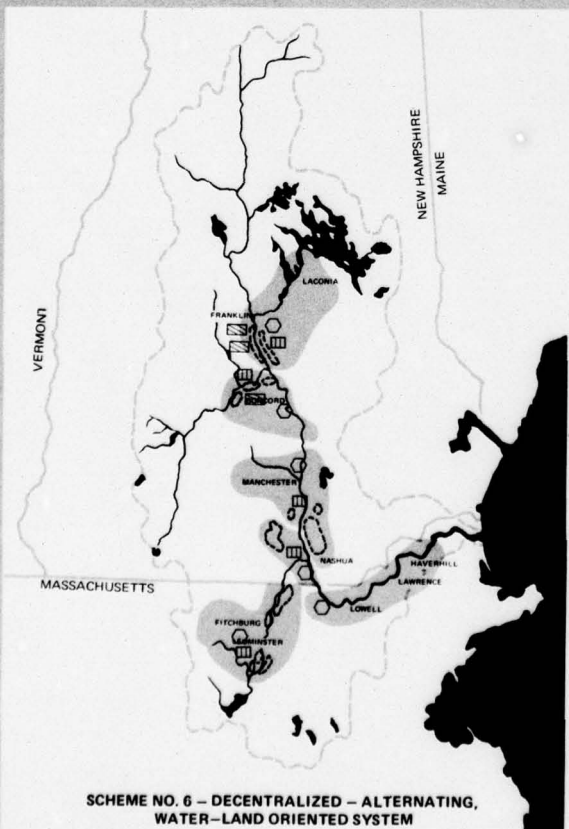 NEW HAMPSHIRE
MAINE
VERMONT
LACONIA
FRANKLIN
CONCORD
MANCHESTER
NASHUA
HAVERHILL
LAWRENCE
MASSACHUSETTS
LOWELL
FITCHBURG
LEOMINSTER
SCHEME NO. 6 – DECENTRALIZED – ALTERNATING,
WATER–LAND ORIENTED SYSTEM